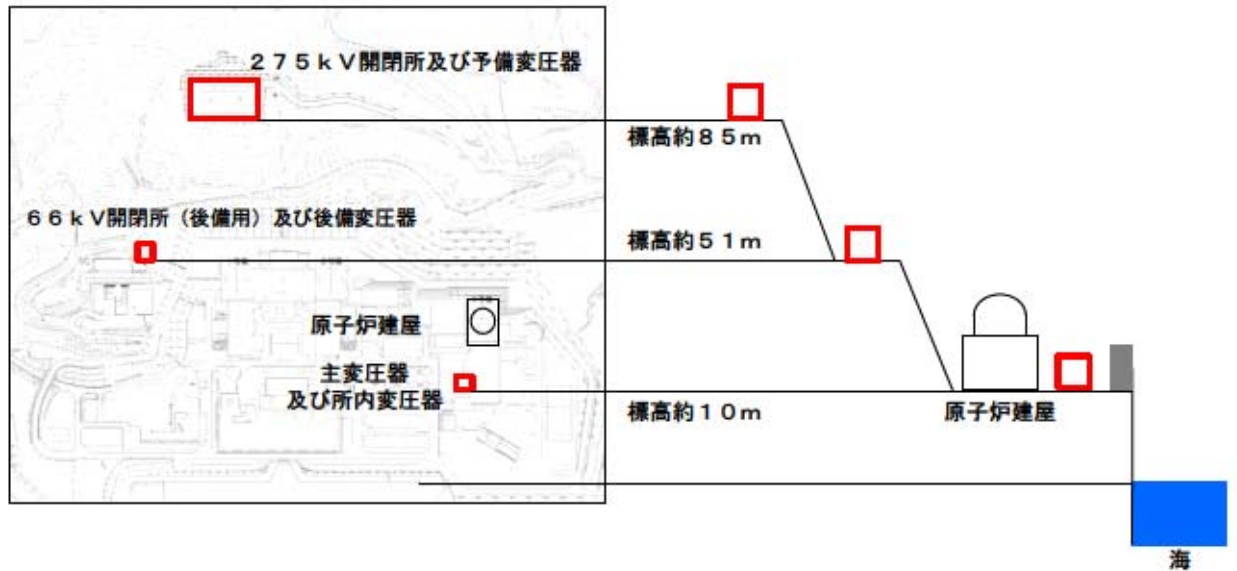 ２７５ｋＶ開閉所及び予備変圧器
標高約８５ｍ
６６ｋＶ開閉所（後備用）及び後備変圧器
標高約５１ｍ
原子炉建屋
主変圧器
及び所内変圧器
標高約１０ｍ
原子炉建屋
海